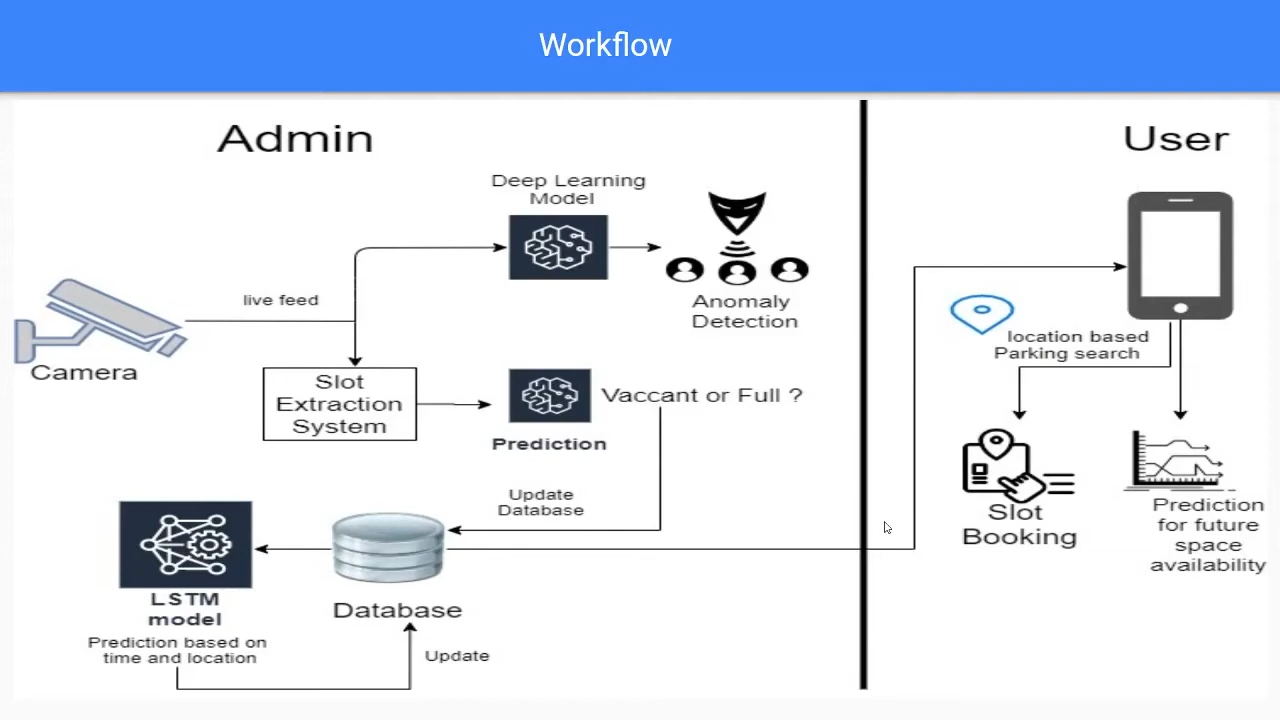 Workflow
Admin
User
Deep Learning
Model
live feed
Camera
Anomaly
Detection
Slot
Extraction
System
Vaccant or Full ?
Prediction
Update
Database
LSTM
model
Prediction based on
time and location
Database
Update
location based
Parking search
Slot
Booking
Prediction
for future
space
availability